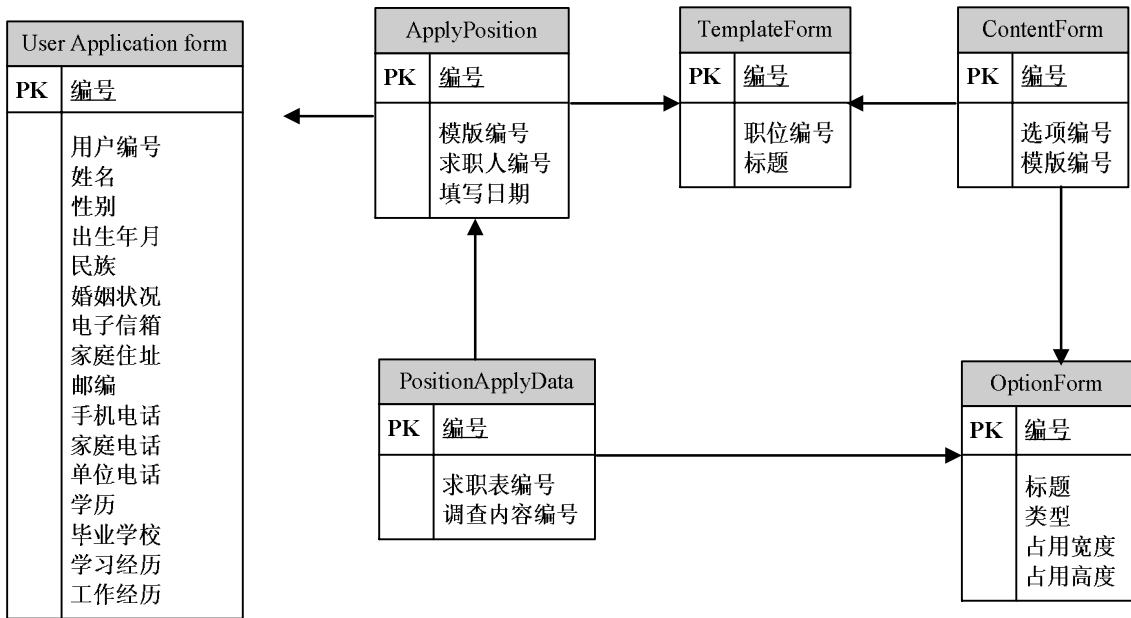 User Application form
PK 编号
用户编号
姓名
性别
出生年月
民族
婚姻状况
电子信箱
家庭住址
邮编
手机电话
家庭电话
单位电话
学历
毕业学校
学习经历
工作经历
ApplyPosition
PK 编号
模版编号
求职人编号
填写日期
TemplateForm
PK 编号
职位编号
标题
ContentForm
PK 编号
选项编号
模版编号
PositionApplyData
PK 编号
求职表编号
调查内容编号
OptionForm
PK 编号
标题
类型
占用宽度
占用高度